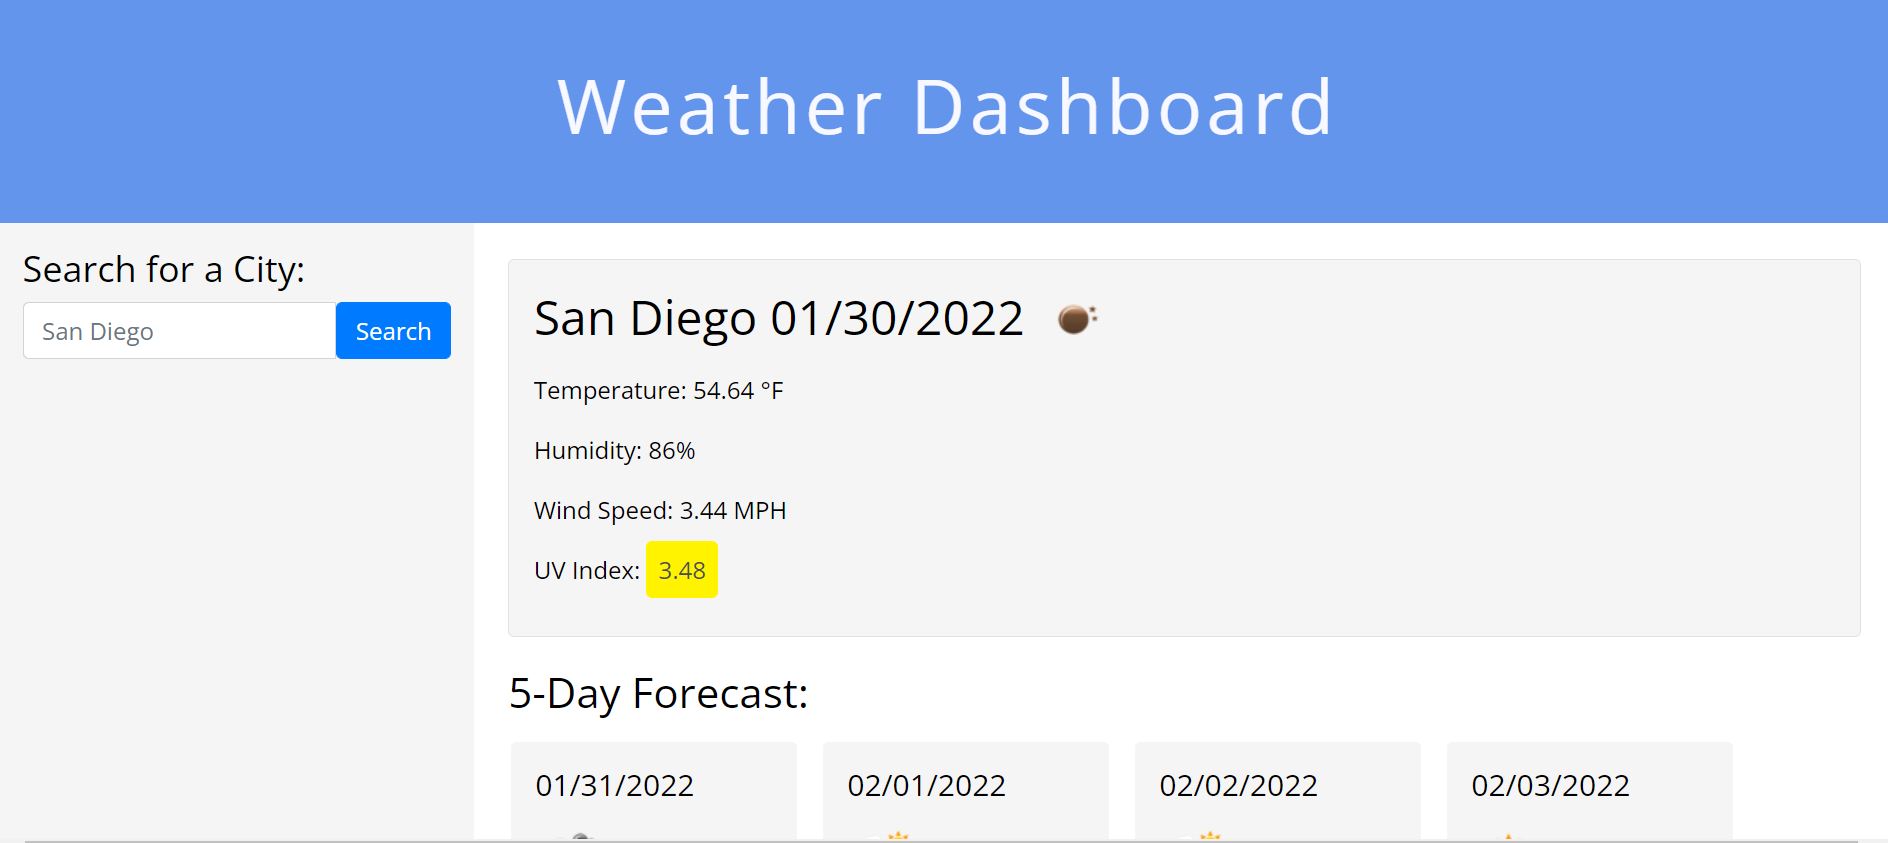 Weather Dashboard
Search for a City:
San Diego
Search
San Diego 01/30/2022
Temperature: 54.64 °F
Humidity: 86%
Wind Speed: 3.44 MPH
UV Index: 3.48
5-Day Forecast:
01/31/2022
02/01/2022
02/02/2022
02/03/2022